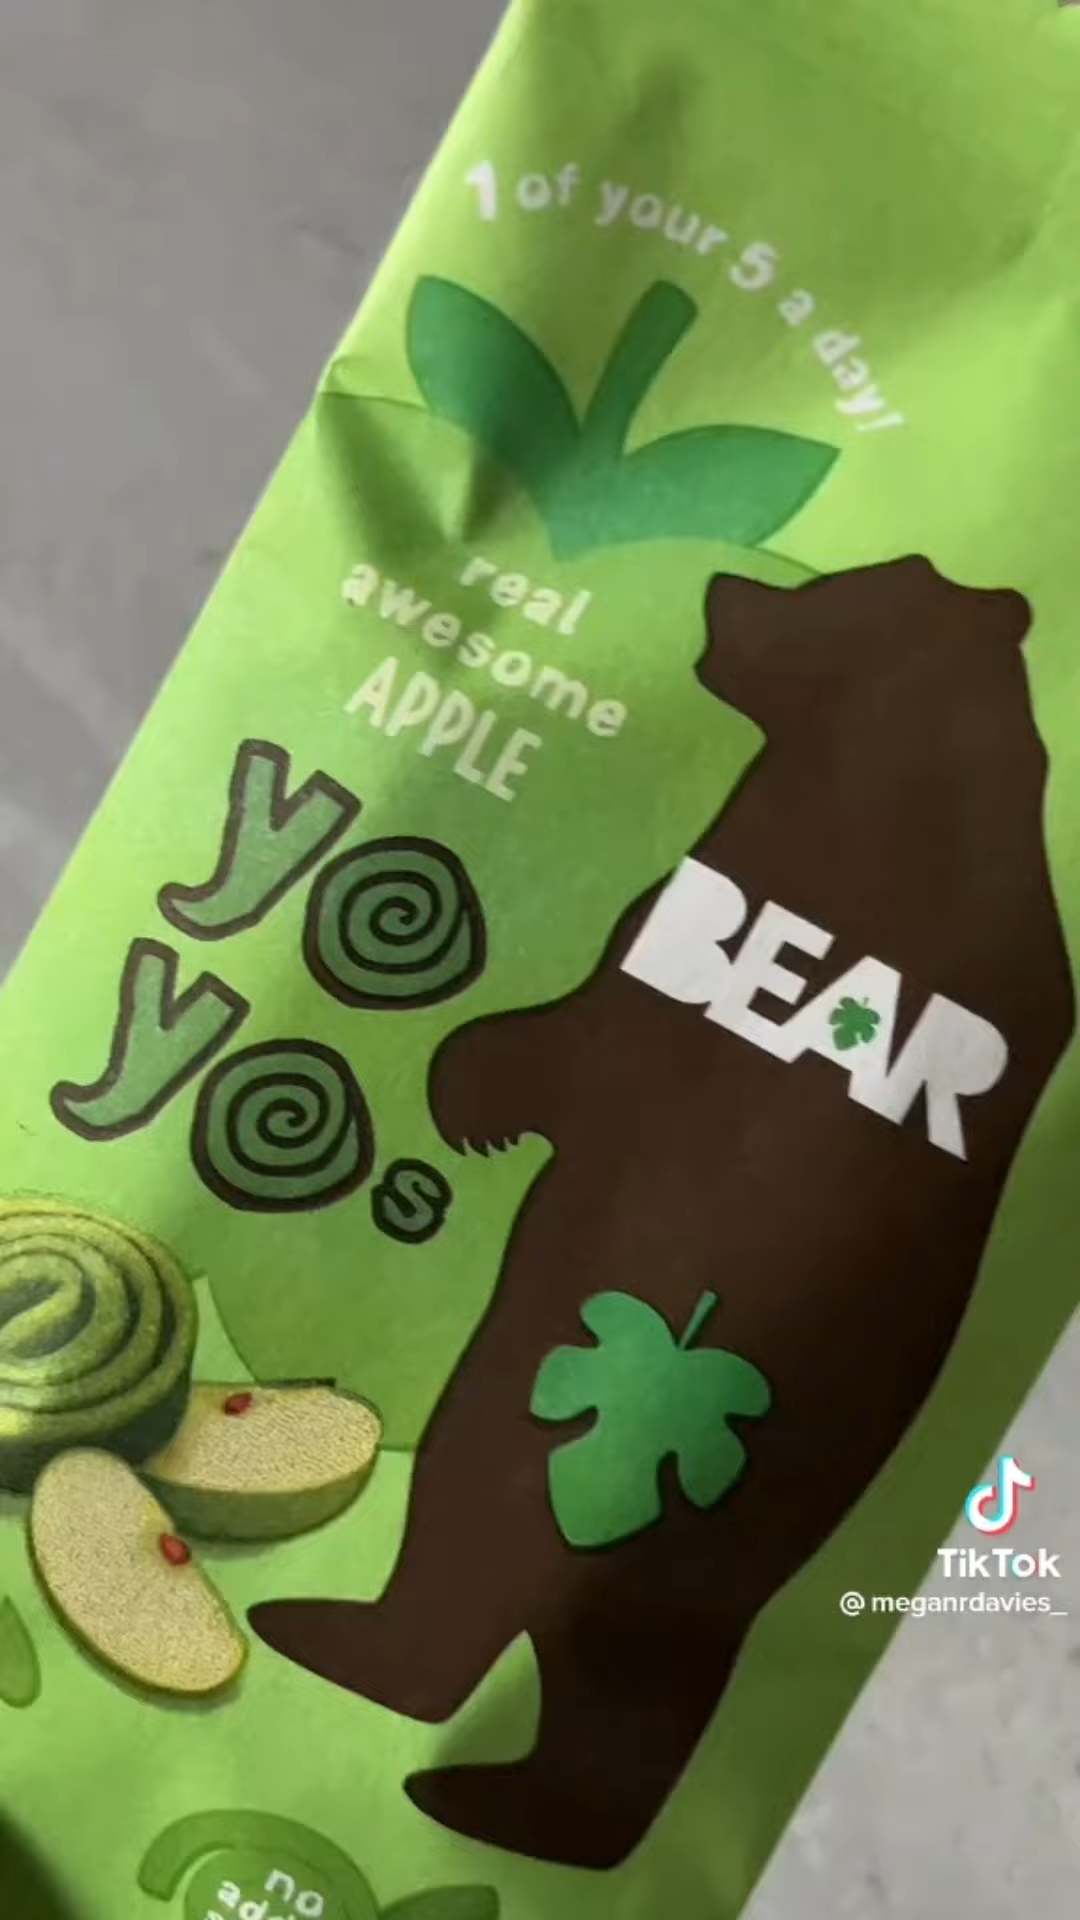 1 of your 5 a day!
real
awesome
APPLE
yo
yos
BEAR
no
TikTok
@meganrdavies_